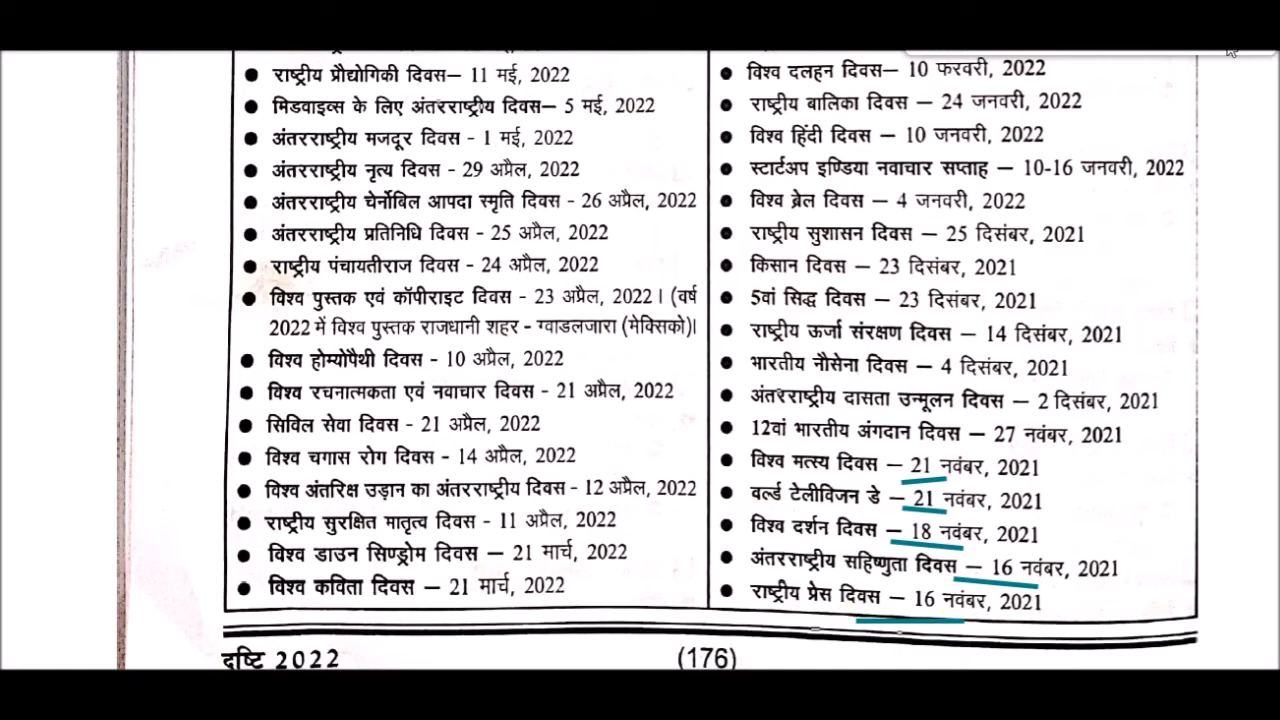 ● राष्ट्रीय प्रौद्योगिकी दिवस– 11 मई, 2022
● मिडवाइव्स के लिए अंतरराष्ट्रीय दिवस– 5 मई, 2022
● अंतरराष्ट्रीय मजदूर दिवस - 1 मई, 2022
● अंतरराष्ट्रीय नृत्य दिवस - 29 अप्रैल, 2022
● अंतरराष्ट्रीय चेर्नोबिल आपदा स्मृति दिवस - 26 अप्रैल, 2022
● अंतरराष्ट्रीय प्रतिनिधि दिवस - 25 अप्रैल, 2022
● राष्ट्रीय पंचायतीराज दिवस - 24 अप्रैल, 2022
● विश्व पुस्तक एवं कॉपीराइट दिवस - 23 अप्रैल, 2022 । (वर्ष
2022 में विश्व पुस्तक राजधानी शहर - ग्वाडलजारा (मेक्सिको)।
● विश्व होम्योपैथी दिवस - 10 अप्रैल, 2022
● विश्व रचनात्मकता एवं नवाचार दिवस - 21 अप्रैल, 2022
● सिविल सेवा दिवस - 21 अप्रैल, 2022
● विश्व चगास रोग दिवस - 14 अप्रैल, 2022
● विश्व अंतरिक्ष उड़ान का अंतरराष्ट्रीय दिवस - 12 अप्रैल, 2022
● राष्ट्रीय सुरक्षित मातृत्व दिवस - 11 अप्रैल, 2022
● विश्व डाउन सिण्ड्रोम दिवस – 21 मार्च, 2022
● विश्व कविता दिवस – 21 मार्च, 2022
● विश्व दलहन दिवस– 10 फरवरी, 2022
● राष्ट्रीय बालिका दिवस – 24 जनवरी, 2022
● विश्व हिंदी दिवस – 10 जनवरी, 2022
● स्टार्टअप इण्डिया नवाचार सप्ताह – 10-16 जनवरी, 2022
● विश्व ब्रेल दिवस – 4 जनवरी, 2022
● राष्ट्रीय सुशासन दिवस – 25 दिसंबर, 2021
● किसान दिवस – 23 दिसंबर, 2021
● 5वां सिद्ध दिवस – 23 दिसंबर, 2021
● राष्ट्रीय ऊर्जा संरक्षण दिवस – 14 दिसंबर, 2021
● भारतीय नौसेना दिवस – 4 दिसंबर, 2021
● अंतरराष्ट्रीय दासता उन्मूलन दिवस – 2 दिसंबर, 2021
● 12वां भारतीय अंगदान दिवस – 27 नवंबर, 2021
● विश्व मत्स्य दिवस – 21 नवंबर, 2021
● वर्ल्ड टेलीविजन डे – 21 नवंबर, 2021
● विश्व दर्शन दिवस – 18 नवंबर, 2021
● अंतरराष्ट्रीय सहिष्णुता दिवस – 16 नवंबर, 2021
● राष्ट्रीय प्रेस दिवस – 16 नवंबर, 2021
दृष्टि 2022
(176)